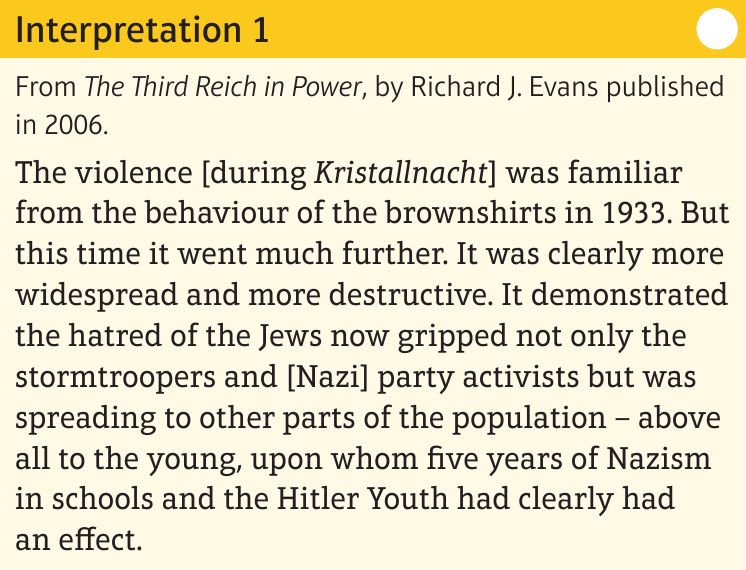 Interpretation 1
From The Third Reich in Power, by Richard J. Evans published
in 2006.
The violence [during Kristallnacht] was familiar
from the behaviour of the brownshirts in 1933. But
this time it went much further. It was clearly more
widespread and more destructive. It demonstrated
the hatred of the Jews now gripped not only the
stormtroopers and [Nazi] party activists but was
spreading to other parts of the population – above
all to the young, upon whom five years of Nazism
in schools and the Hitler Youth had clearly had
an effect.